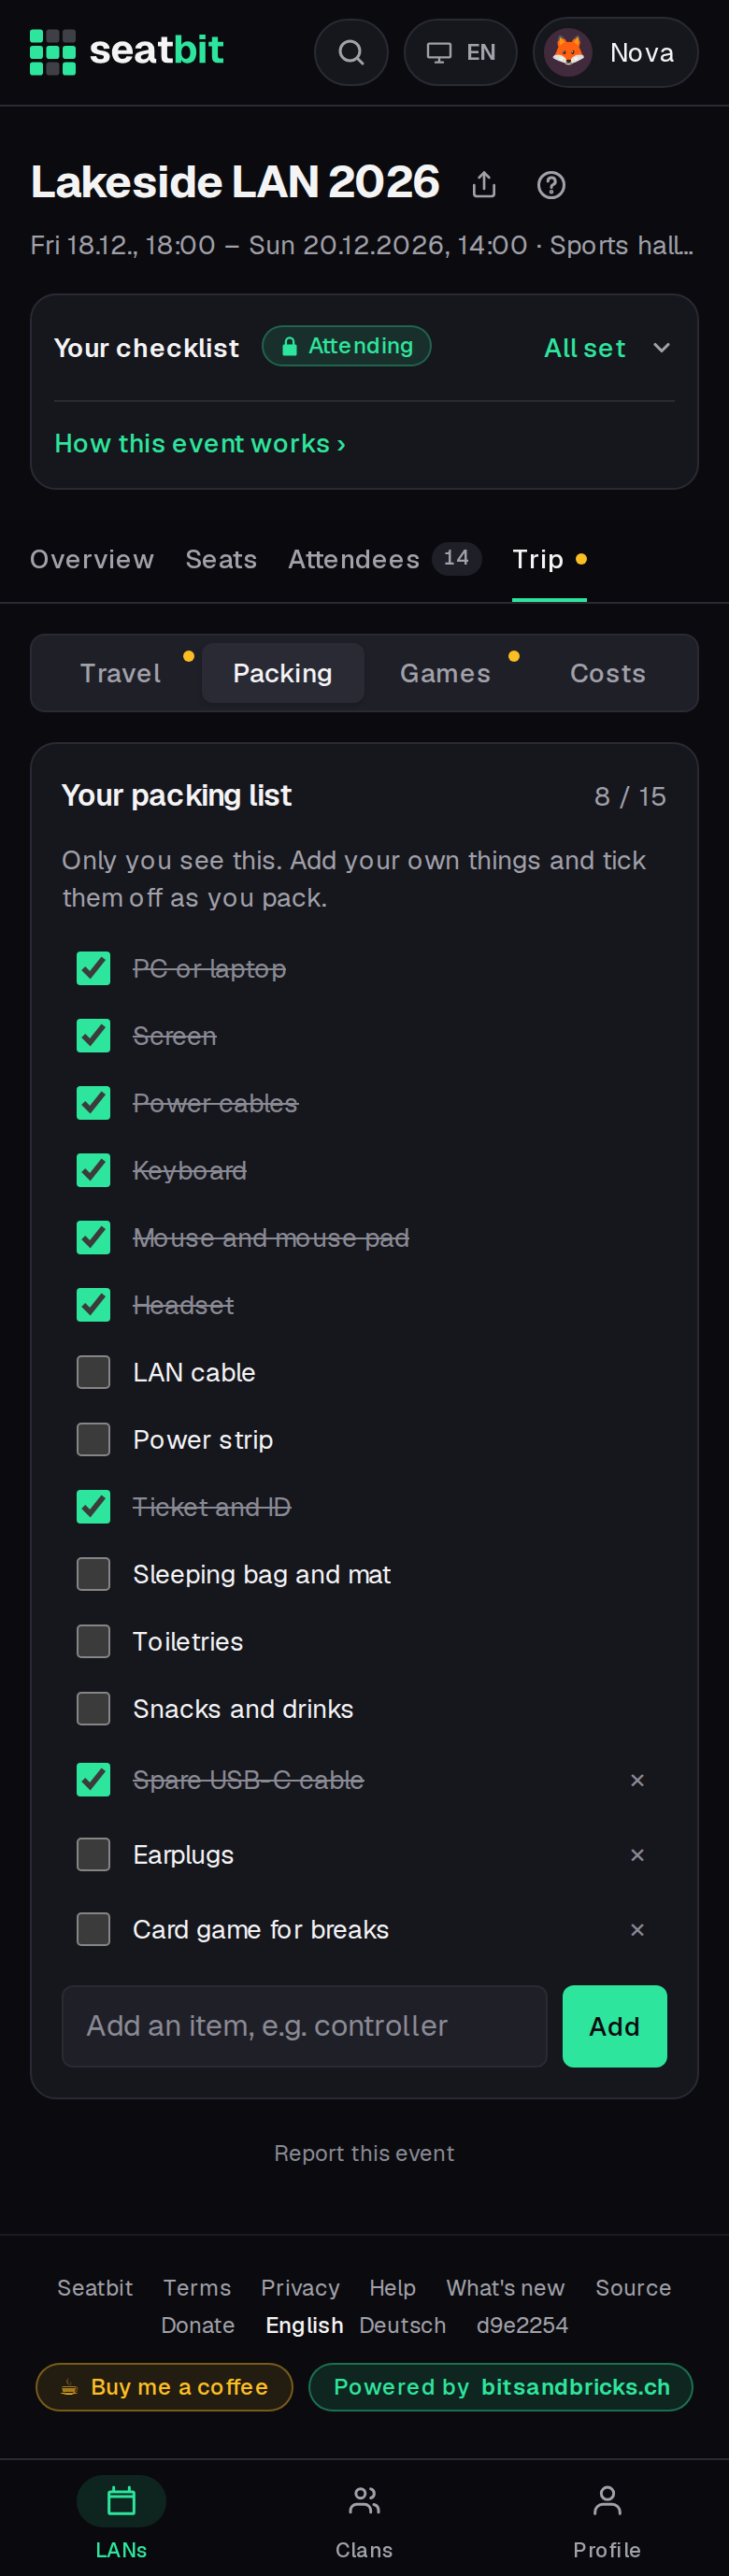 seatbit
EN
Nova
Lakeside LAN 2026
Fri 18.12., 18:00 – Sun 20.12.2026, 14:00 · Sports hall…
Your checklist
Attending
All set
How this event works ›
Overview
Seats
Attendees 14
Trip
Travel
Packing
Games
Costs
Your packing list
8 / 15
Only you see this. Add your own things and tick
them off as you pack.
PC or laptop
Screen
Power cables
Keyboard
Mouse and mouse pad
Headset
LAN cable
Power strip
Ticket and ID
Sleeping bag and mat
Toiletries
Snacks and drinks
Spare USB-C cable ×
Earplugs ×
Card game for breaks ×
Add an item, e.g. controller
Add
Report this event
Seatbit Terms Privacy Help What's new Source
Donate English Deutsch d9e2254
Buy me a coffee
Powered by bitsandbricks.ch
LANs
Clans
Profile